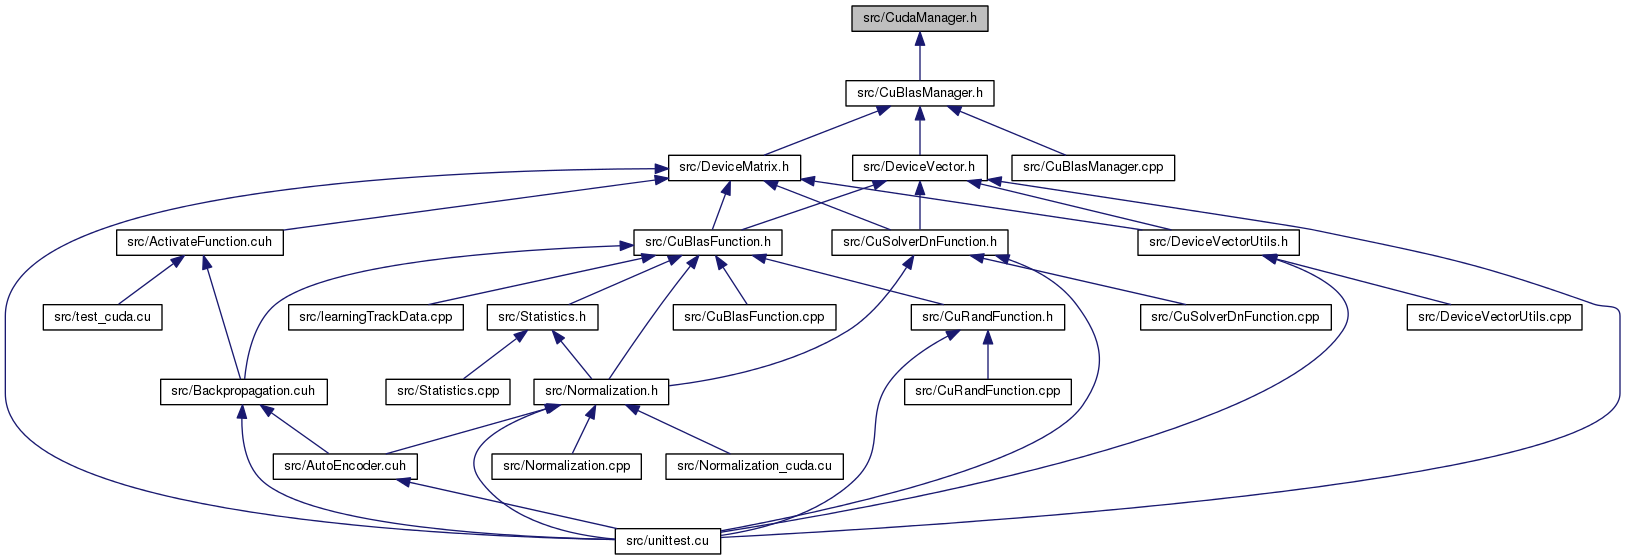 src/CudaManager.h
src/CuBlasManager.h
src/DeviceMatrix.h
src/DeviceVector.h
src/CuBlasManager.cpp
src/ActivateFunction.cuh
src/CuBlasFunction.h
src/CuSolverDnFunction.h
src/DeviceVectorUtils.h
src/test_cuda.cu
src/learningTrackData.cpp
src/Statistics.h
src/CuBlasFunction.cpp
src/CuRandFunction.h
src/CuSolverDnFunction.cpp
src/DeviceVectorUtils.cpp
src/Backpropagation.cuh
src/Statistics.cpp
src/Normalization.h
src/CuRandFunction.cpp
src/AutoEncoder.cuh
src/Normalization.cpp
src/Normalization_cuda.cu
src/unittest.cu